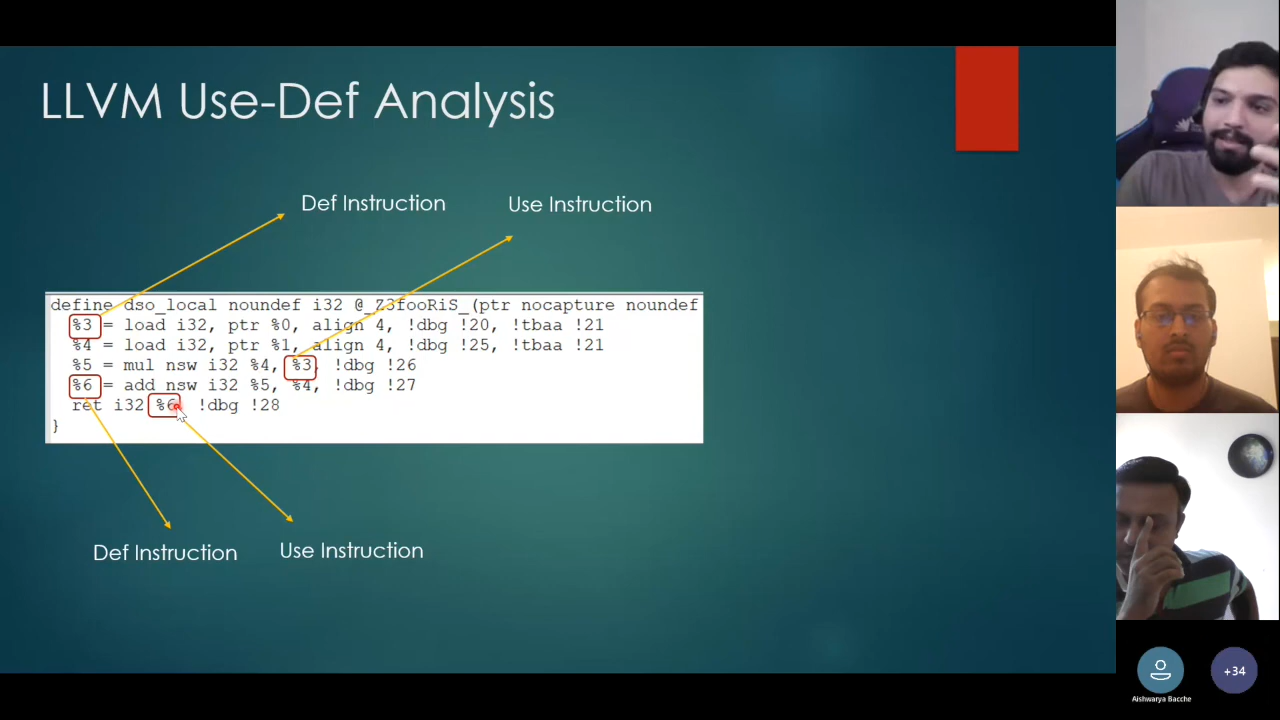 LLVM Use-Def Analysis
Def Instruction
Use Instruction
define dso_local noundef i32 @_Z3fooRiS_(ptr nocapture noundef
%3 = load i32, ptr %0, align 4, !dbg !20, !tbaa !21
%4 = load i32, ptr %1, align 4, !dbg !25, !tbaa !21
%5 = mul nsw i32 %4, %3, !dbg !26
%6 = add nsw i32 %5, %4, !dbg !27
ret i32 %6, !dbg !28
}
Def Instruction
Use Instruction
Aishwarya Bacche
+34